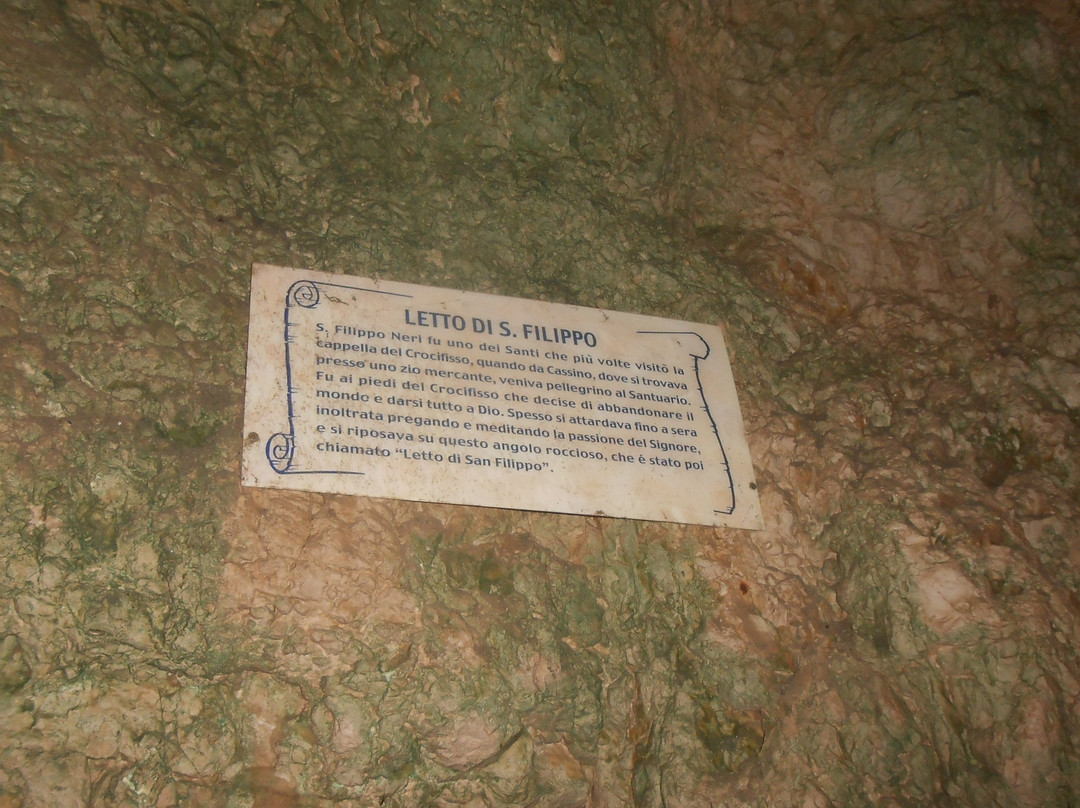 LETTO DI S. FILIPPO
S. Filippo Neri fu uno dei Santi che più volte visitò la
cappella del Crocifisso, quando da Cassino, dove si trovava
presso uno zio mercante, veniva pellegrino al Santuario.
Fu ai piedi del Crocifisso che decise di abbandonare il
mondo e darsi tutto a Dio. Spesso si attardava fino a sera
inoltrata pregando e meditando la passione del Signore,
e si riposava su questo angolo roccioso, che è stato poi
chiamato “Letto di San Filippo”.